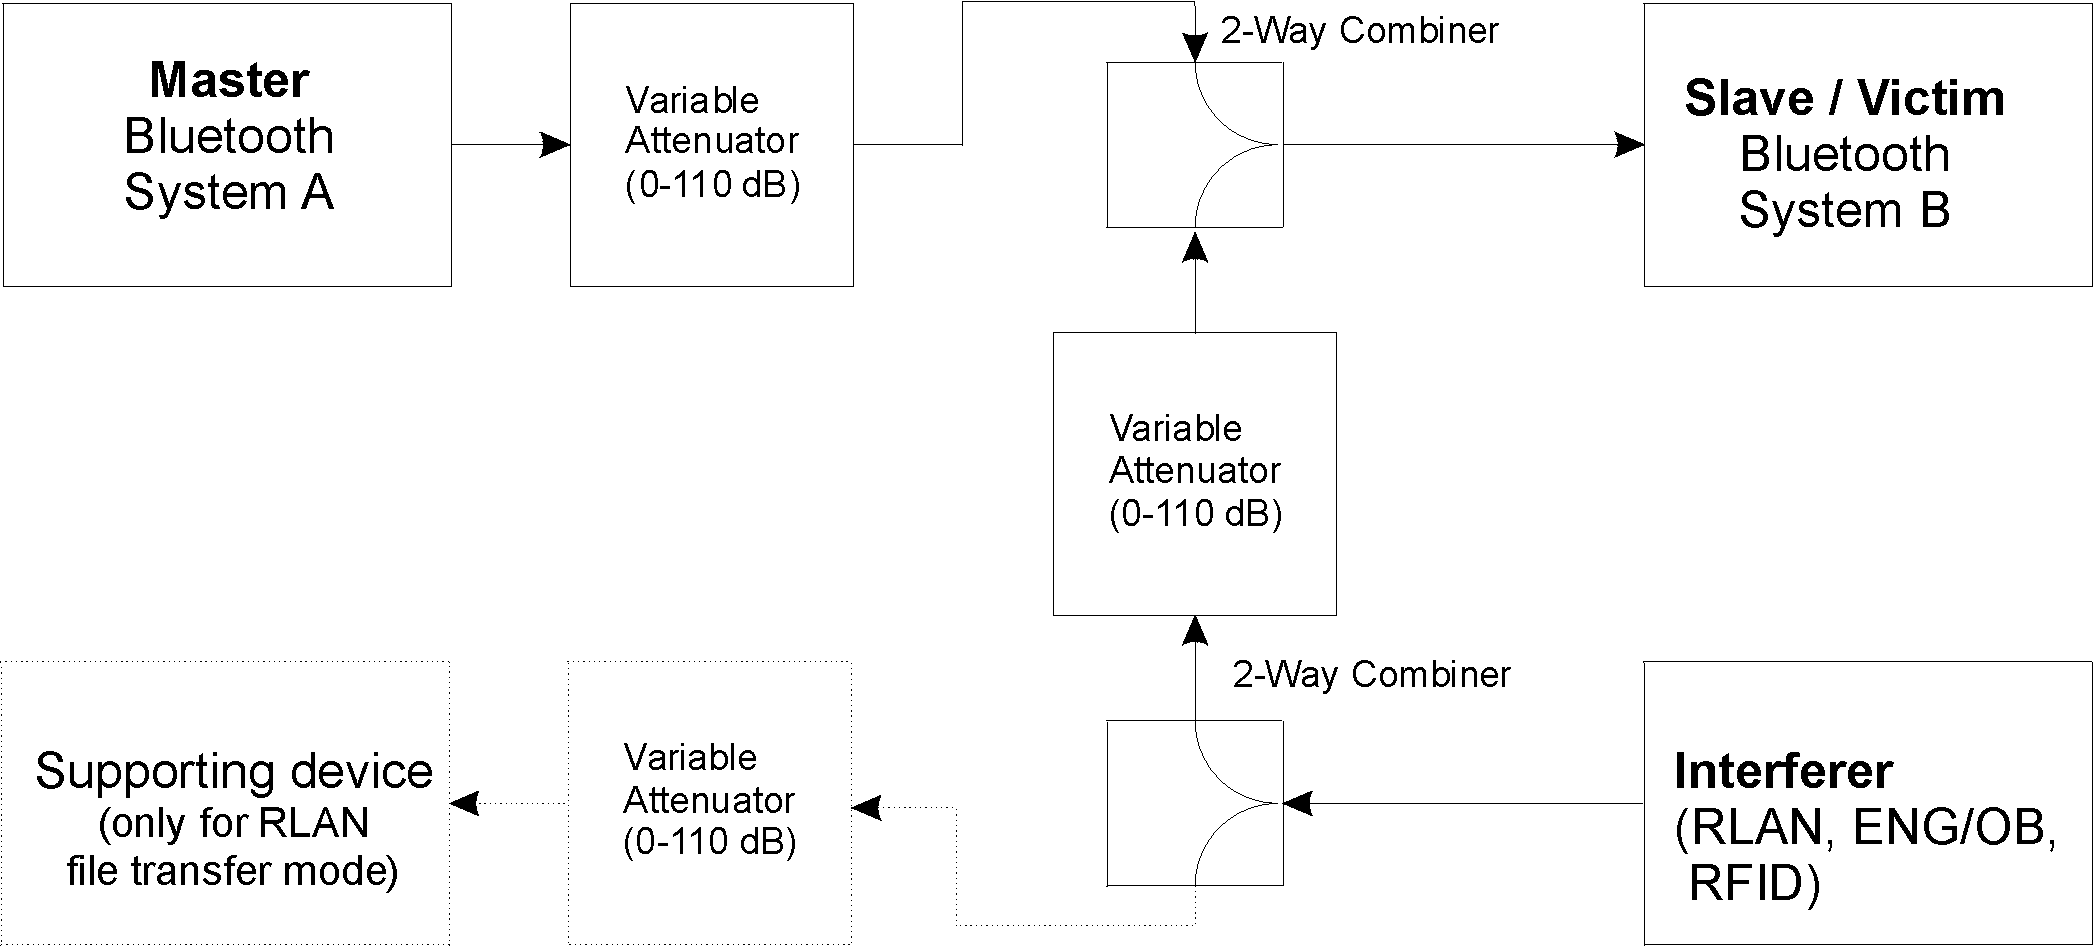 Master
Bluetooth
System A
Variable
Attenuator
(0-110 dB)
2-Way Combiner
Slave / Victim
Bluetooth
System B
Variable
Attenuator
(0-110 dB)
2-Way Combiner
Supporting device
(only for RLAN
file transfer mode)
Variable
Attenuator
(0-110 dB)
Interferer
(RLAN, ENG/OB,
RFID)